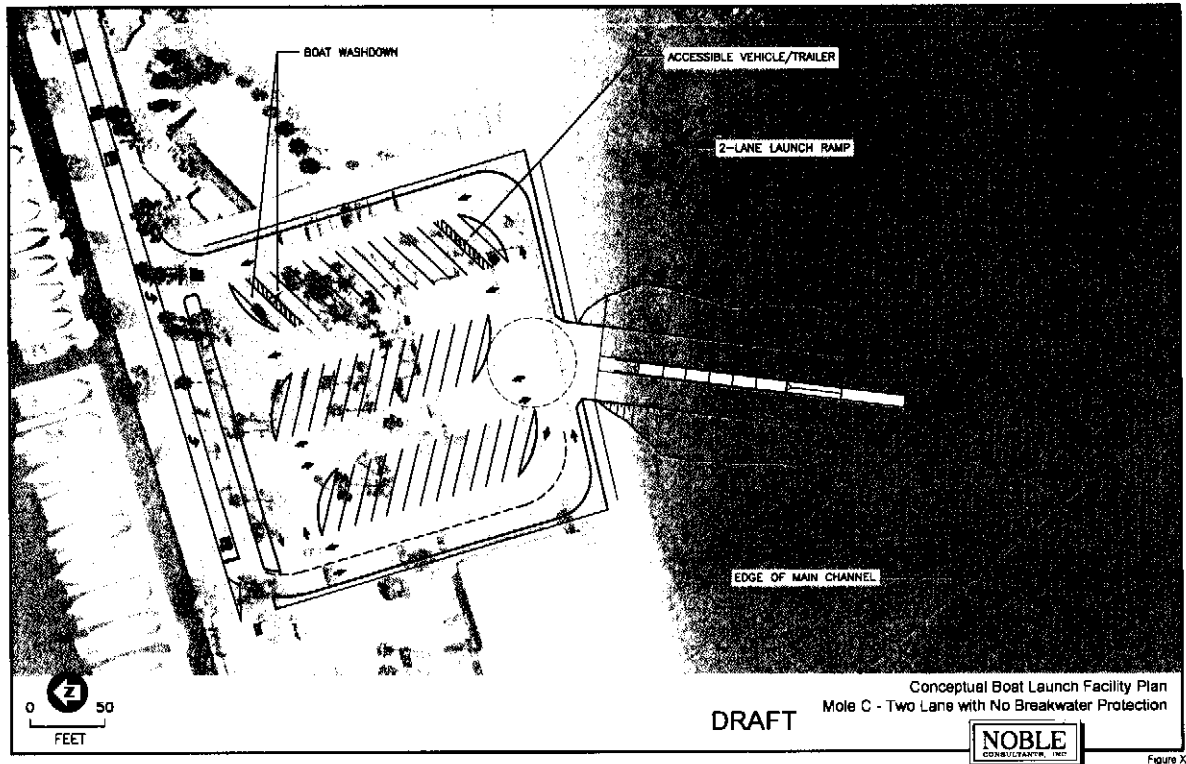 BOAT WASHDOWN
ACCESSIBLE VEHICLE/TRAILER
2-LANE LAUNCH RAMP
EDGE OF MAIN CHANNEL
Z
0 50
FEET
DRAFT
Conceptual Boat Launch Facility Plan
Mole C - Two Lane with No Breakwater Protection
NOBLE
CONSULTANTS, INC
Figure X